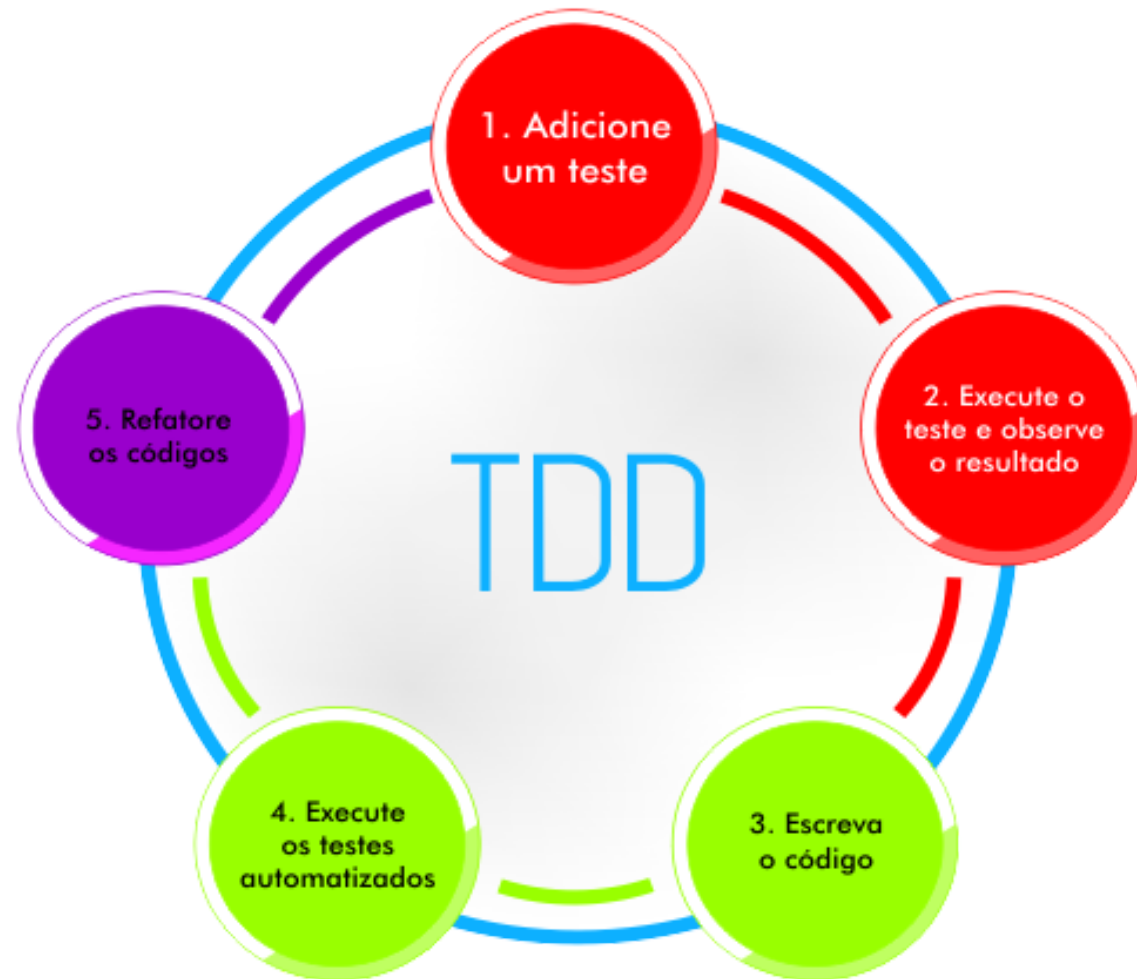 1. Adicione
um teste
2. Execute o
teste e observe
o resultado
3. Escreva
o código
4. Execute
os testes
automatizados
5. Refatore
os códigos
TDD